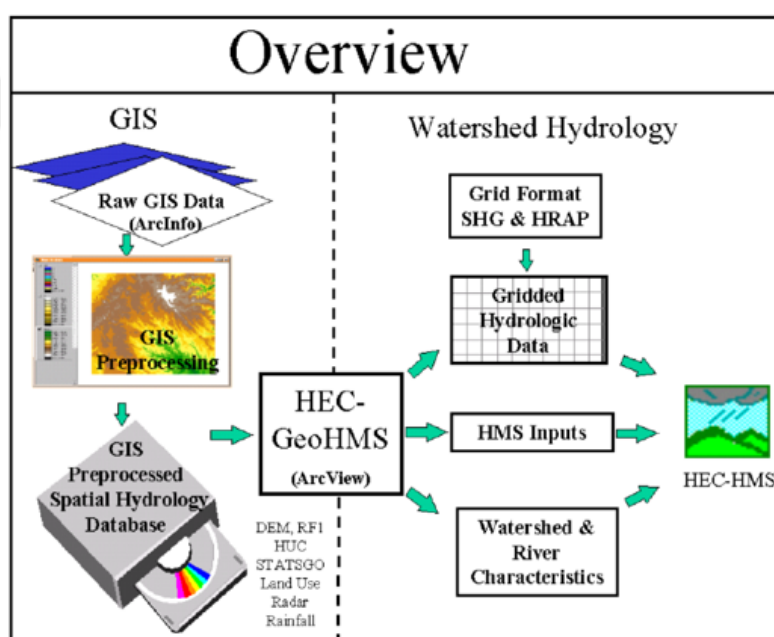 Overview
GIS
Raw GIS Data
(ArcInfo)
GIS
Preprocessing
GIS
Preprocessed
Spatial Hydrology
Database
DEM, RF1
HUC
STATSGO
Land Use
Radar
Rainfall
HEC-
GeoHMS
(ArcView)
Watershed Hydrology
Grid Format
SHG & HRAP
Gridded
Hydrologic
Data
HMS Inputs
Watershed &
River
Characteristics
HEC-HMS